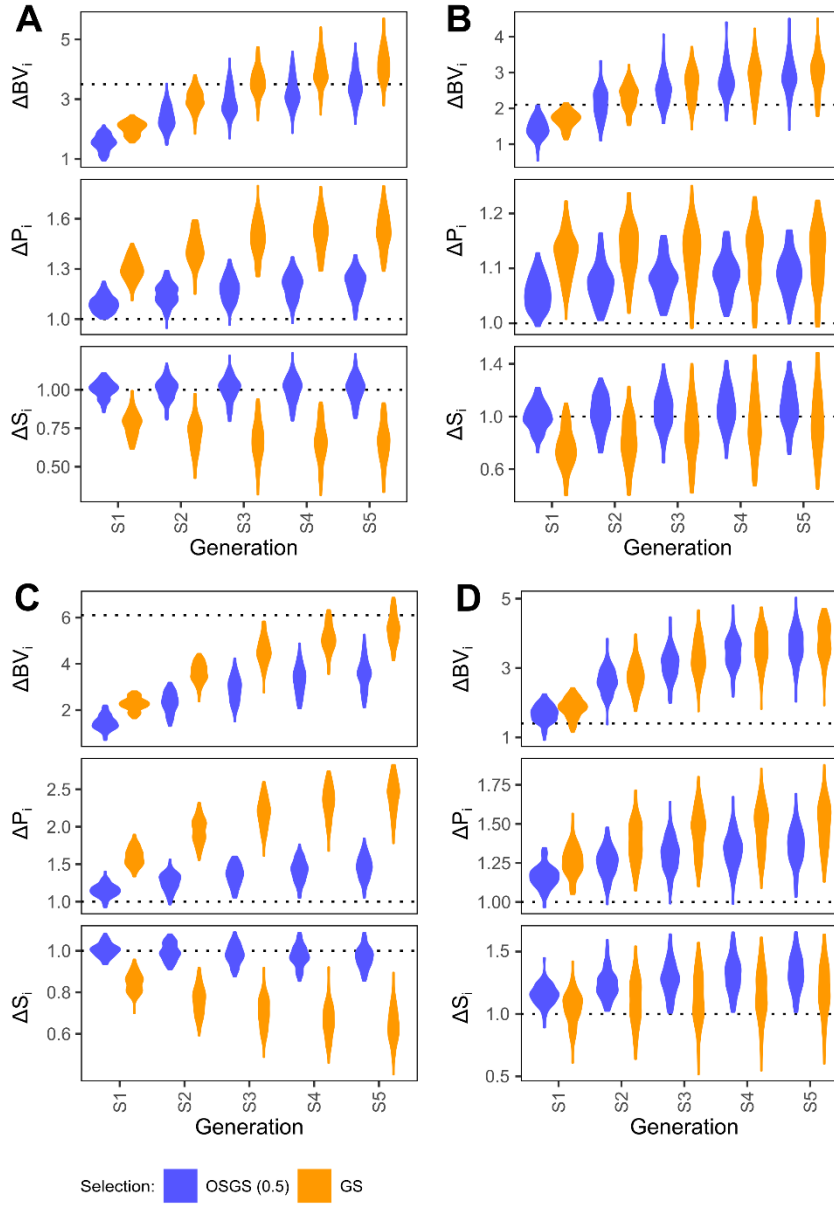 A
ΔBVᵢ
5
3
1
ΔPᵢ
1.6
1.3
1.0
ΔSᵢ
1.00
0.75
0.50
S1 S2 S3 S4 S5
Generation
B
ΔBVᵢ
4
3
2
1
ΔPᵢ
1.2
1.1
1.0
ΔSᵢ
1.4
1.0
0.6
S1 S2 S3 S4 S5
Generation
C
ΔBVᵢ
6
4
2
ΔPᵢ
2.5
2.0
1.5
1.0
ΔSᵢ
1.0
0.8
0.6
S1 S2 S3 S4 S5
Generation
D
ΔBVᵢ
5
3
1
ΔPᵢ
1.75
1.50
1.25
1.00
ΔSᵢ
1.5
1.0
0.5
S1 S2 S3 S4 S5
Generation
Selection: OSGS (0.5) GS